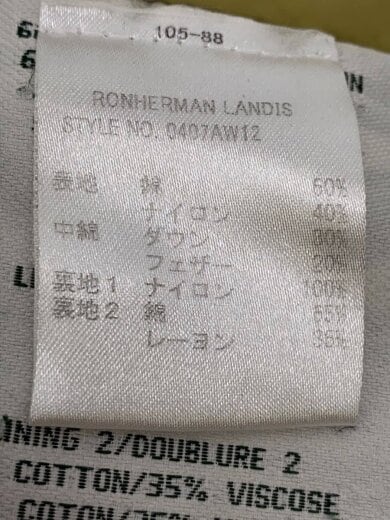 105-88
RONHERMAN LANDIS
STYLE NO. 0407AW12
表地 綿 60%
ナイロン 40%
中綿 ダウン 80%
フェザー 20%
裏地1 ナイロン 100%
裏地2 綿 65%
レーヨン 35%
NING 2/DOUBLURE 2
COTTON/35% VISCOSE